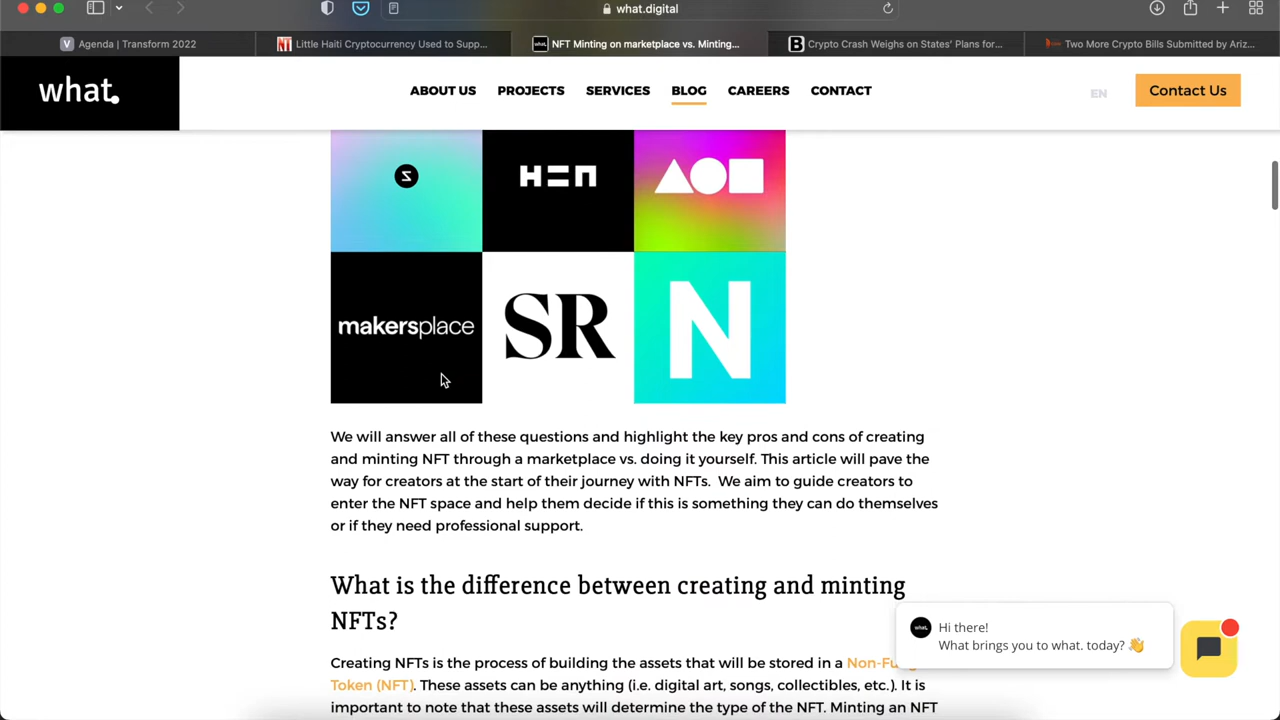 what.digital
Agenda | Transform 2022
Little Haiti Cryptocurrency Used to Supp...
NFT Minting on marketplace vs. Minting...
Crypto Crash Weighs on States' Plans for...
Two More Crypto Bills Submitted by Ariz...
what.
ABOUT US
PROJECTS
SERVICES
BLOG
CAREERS
CONTACT
EN
Contact Us
makersplace
SR
N
We will answer all of these questions and highlight the key pros and cons of creating
and minting NFT through a marketplace vs. doing it yourself. This article will pave the
way for creators at the start of their journey with NFTs. We aim to guide creators to
enter the NFT space and help them decide if this is something they can do themselves
or if they need professional support.
What is the difference between creating and minting
NFTs?
Hi there!
What brings you to what. today? 👋
Creating NFTs is the process of building the assets that will be stored in a Non-Fung
Token (NFT). These assets can be anything (i.e. digital art, songs, collectibles, etc.). It is
important to note that these assets will determine the type of the NFT. Minting an NFT